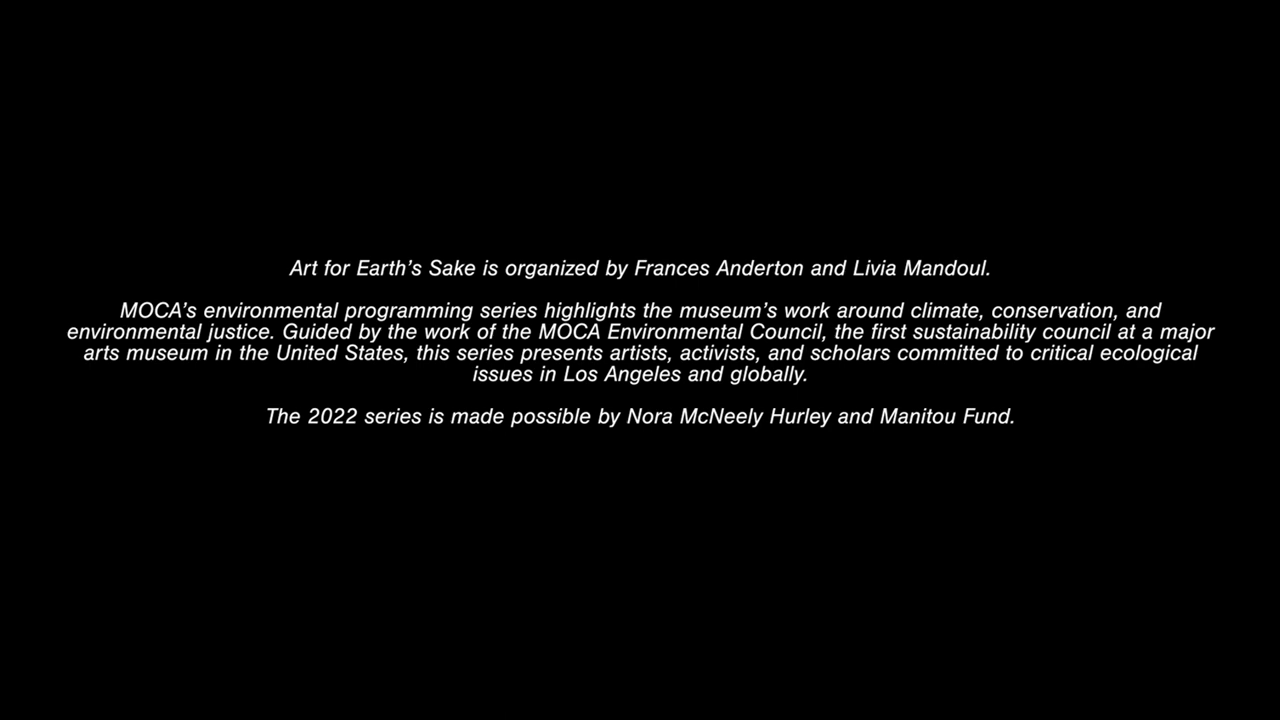 Art for Earth's Sake is organized by Frances Anderton and Livia Mandoul.
MOCA's environmental programming series highlights the museum's work around climate, conservation, and
environmental justice. Guided by the work of the MOCA Environmental Council, the first sustainability council at a major
arts museum in the United States, this series presents artists, activists, and scholars committed to critical ecological
issues in Los Angeles and globally.
The 2022 series is made possible by Nora McNeely Hurley and Manitou Fund.